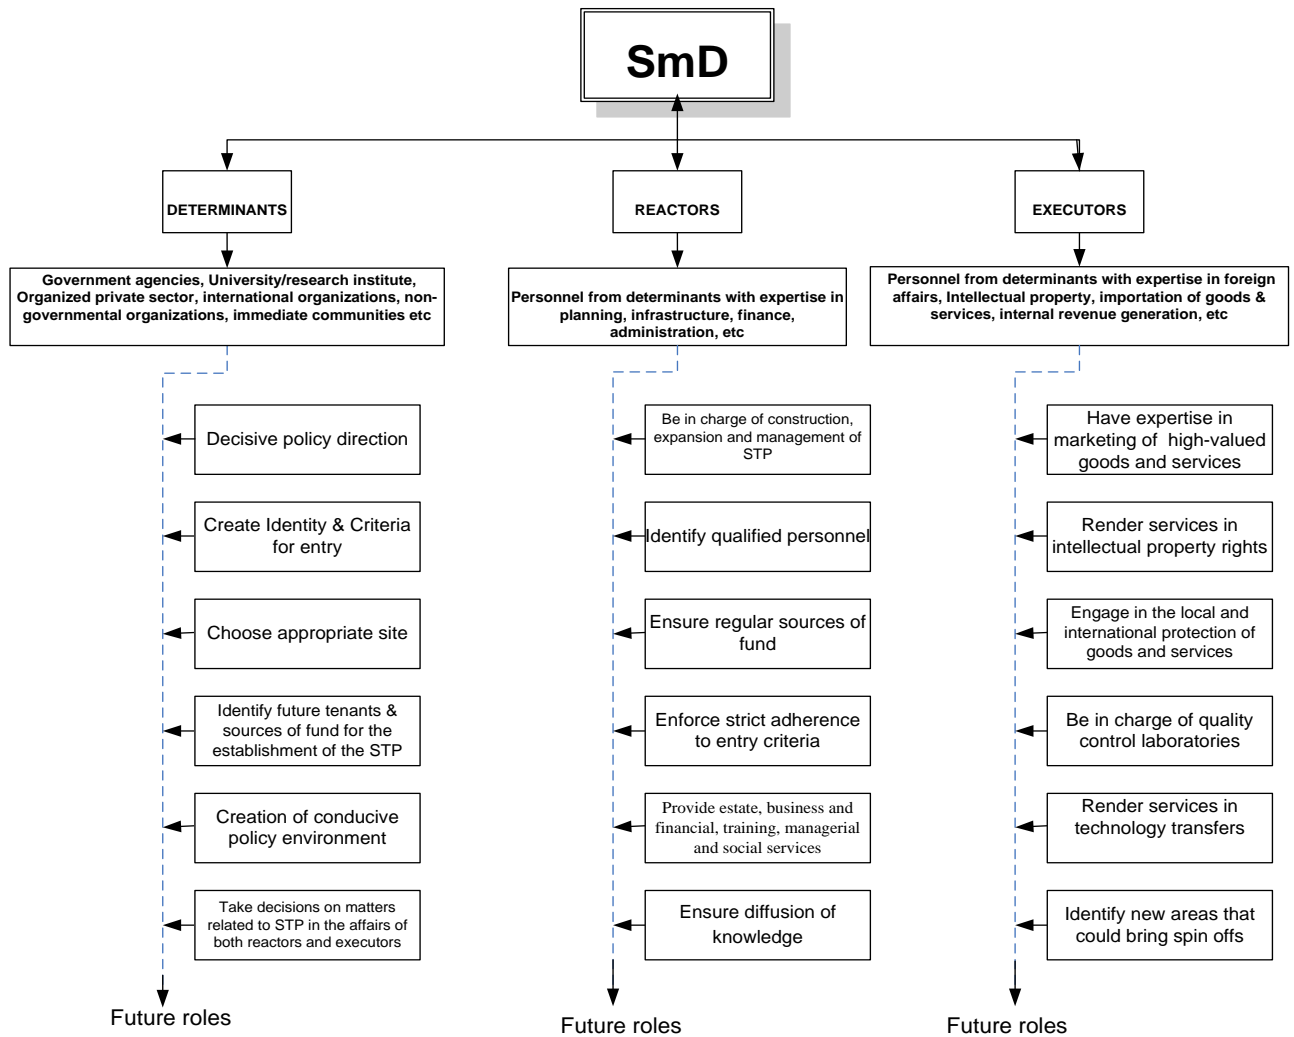 SmD
DETERMINANTS
REACTORS
EXECUTORS
Government agencies, University/research institute,
Organized private sector, international organizations, non-
governmental organizations, immediate communities etc
Personnel from determinants with expertise in
planning, infrastructure, finance,
administration, etc
Personnel from determinants with expertise in foreign
affairs, Intellectual property, importation of goods &
services, internal revenue generation, etc
Decisive policy direction
Create Identity & Criteria
for entry
Choose appropriate site
Identify future tenants &
sources of fund for the
establishment of the STP
Creation of conducive
policy environment
Take decisions on matters
related to STP in the affairs of
both reactors and executors
Future roles
Be in charge of construction,
expansion and management of
STP
Identify qualified personnel
Ensure regular sources of
fund
Enforce strict adherence
to entry criteria
Provide estate, business and
financial, training, managerial
and social services
Ensure diffusion of
knowledge
Future roles
Have expertise in
marketing of high-valued
goods and services
Render services in
intellectual property rights
Engage in the local and
international protection of
goods and services
Be in charge of quality
control laboratories
Render services in
technology transfers
Identify new areas that
could bring spin offs
Future roles